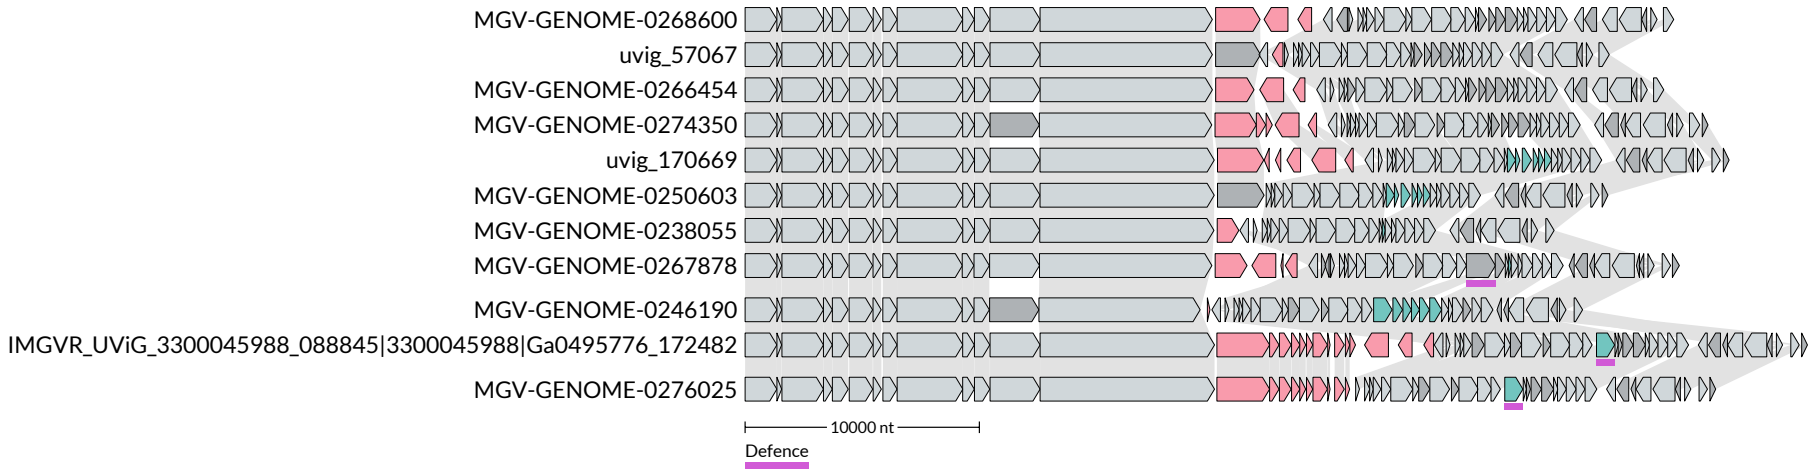 MGV-GENOME-0268600
uvig_57067
MGV-GENOME-0266454
MGV-GENOME-0274350
uvig_170669
MGV-GENOME-0250603
MGV-GENOME-0238055
MGV-GENOME-0267878
MGV-GENOME-0246190
IMGVR_UViG_3300045988_088845|3300045988|Ga0495776_172482
MGV-GENOME-0276025
10000 nt
Defence